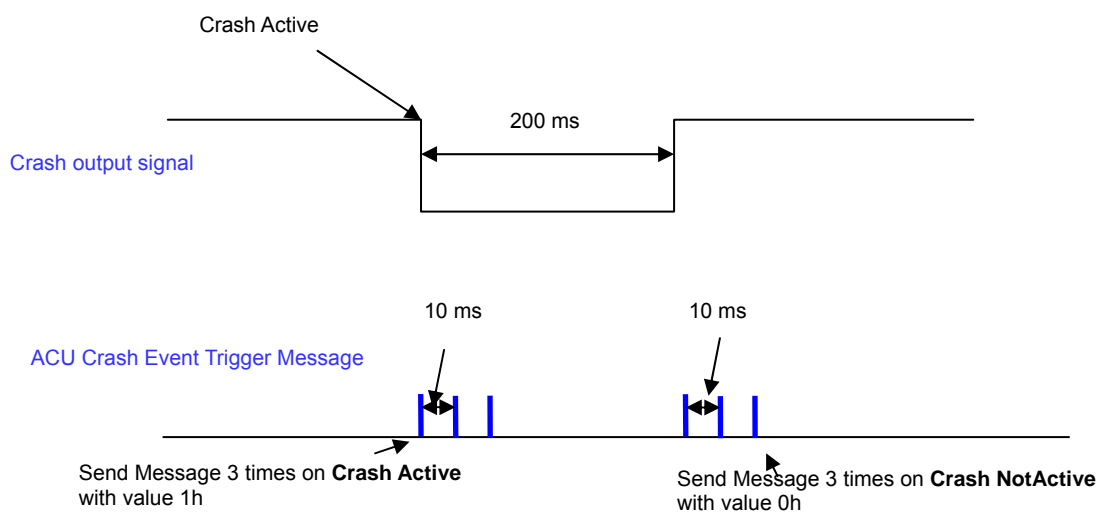 Crash Active
200 ms
Crash output signal
10 ms
10 ms
ACU Crash Event Trigger Message
Send Message 3 times on Crash Active
with value 1h
Send Message 3 times on Crash NotActive
with value 0h